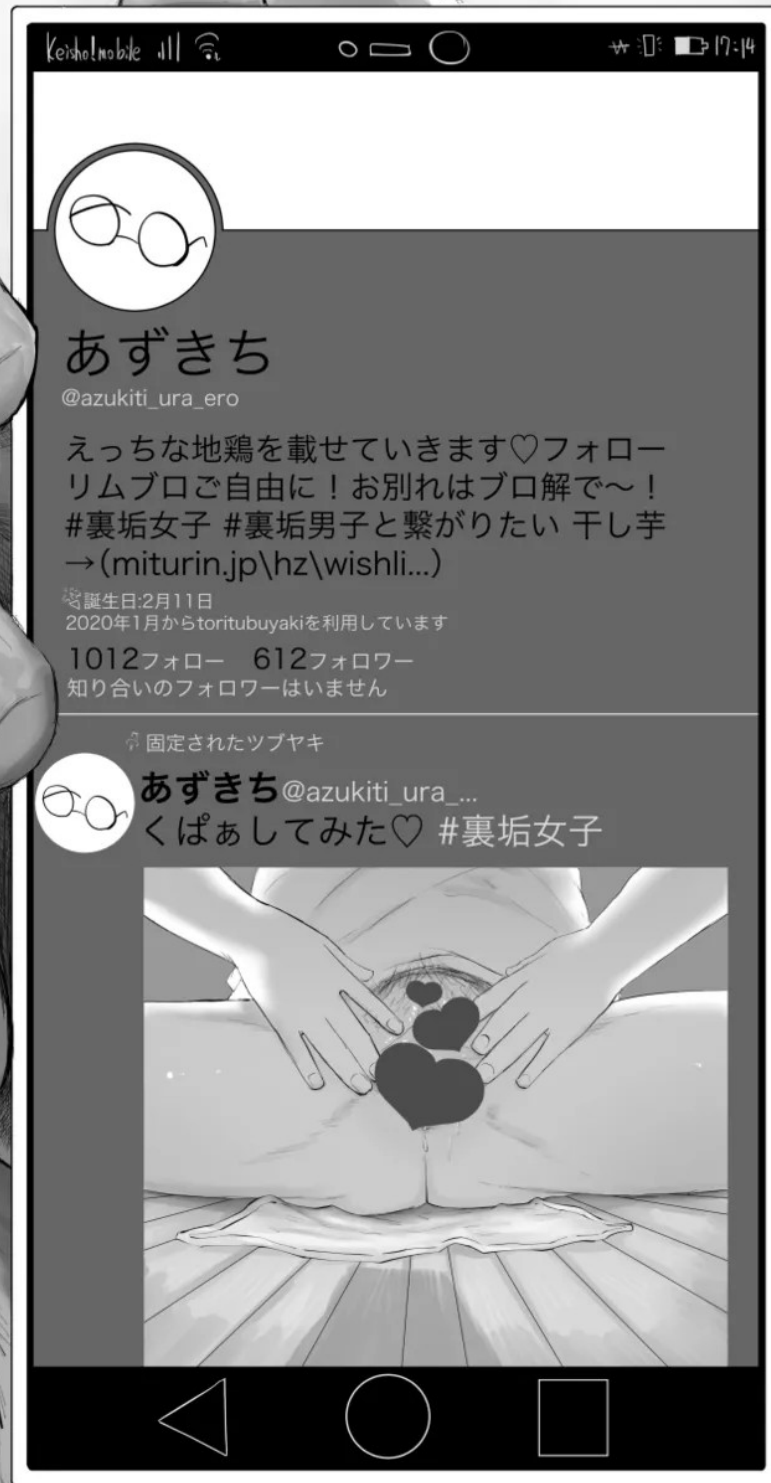 Keisho!mobile 17:14
あずきち
@azukiti_ura_ero
えっちな地鶏を載せていきます♡フォロー
リムブロご自由に！お別れはブロ解で〜！
#裏垢女子 #裏垢男子と繋がりたい 干し芋
→(miturin.jp\hz\wishli...)
誕生日:2月11日
2020年1月からtoritubuyakiを利用しています
1012フォロー 612フォロワー
知り合いのフォロワーはいません
固定されたツブヤキ
あずきち@azukiti_ura_...
くぱぁしてみた♡ #裏垢女子